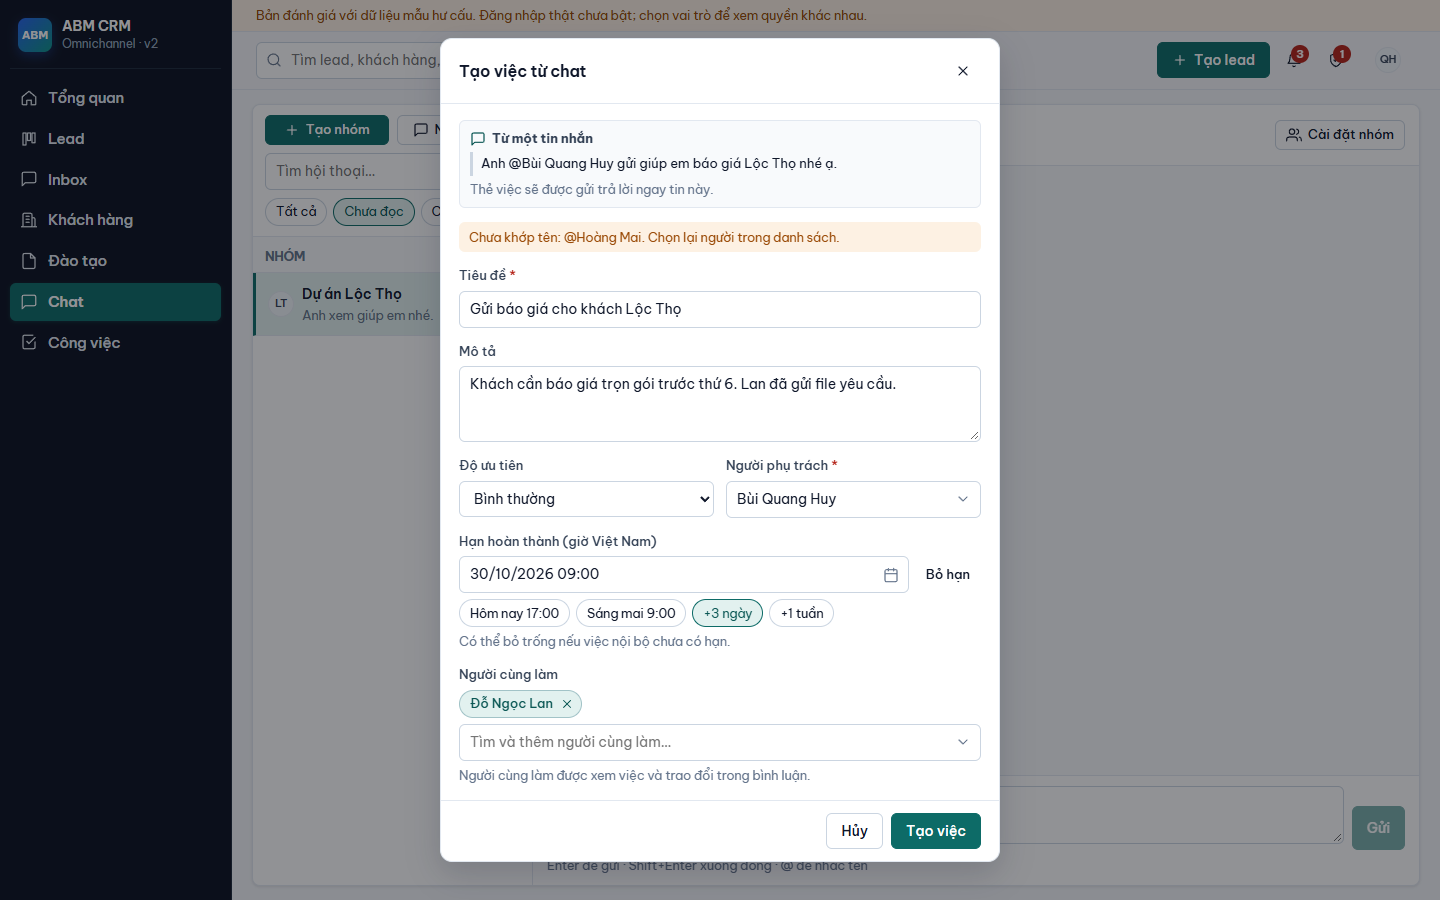 ABM
ABM CRM
Omnichannel · v2
Tổng quan
Lead
Inbox
Khách hàng
Đào tạo
Chat
Công việc
Bản đánh giá với dữ liệu mẫu hư cấu. Đăng nhập thật chưa bật; chọn vai trò để xem quyền khác nhau.
Tìm lead, khách hàng,
Tạo lead
3
1
QH
Tạo nhóm
Tìm hội thoại...
Tất cả
Chưa đọc
NHÓM
LT
Dự án Lộc Thọ
Anh xem giúp em nhé.
Cài đặt nhóm
Tạo việc từ chat
Từ một tin nhắn
Anh @Bùi Quang Huy gửi giúp em báo giá Lộc Thọ nhé ạ.
Thẻ việc sẽ được gửi trả lời ngay tin này.
Chưa khớp tên: @Hoàng Mai. Chọn lại người trong danh sách.
Tiêu đề *
Gửi báo giá cho khách Lộc Thọ
Mô tả
Khách cần báo giá trọn gói trước thứ 6. Lan đã gửi file yêu cầu.
Độ ưu tiên
Người phụ trách *
Bình thường
Bùi Quang Huy
Hạn hoàn thành (giờ Việt Nam)
30/10/2026 09:00
Bỏ hạn
Hôm nay 17:00
Sáng mai 9:00
+3 ngày
+1 tuần
Có thể bỏ trống nếu việc nội bộ chưa có hạn.
Người cùng làm
Đỗ Ngọc Lan
Tìm và thêm người cùng làm...
Người cùng làm được xem việc và trao đổi trong bình luận.
Hủy
Tạo việc
Gửi
Enter để gửi · Shift+Enter xuống dòng · @ để nhắc tên